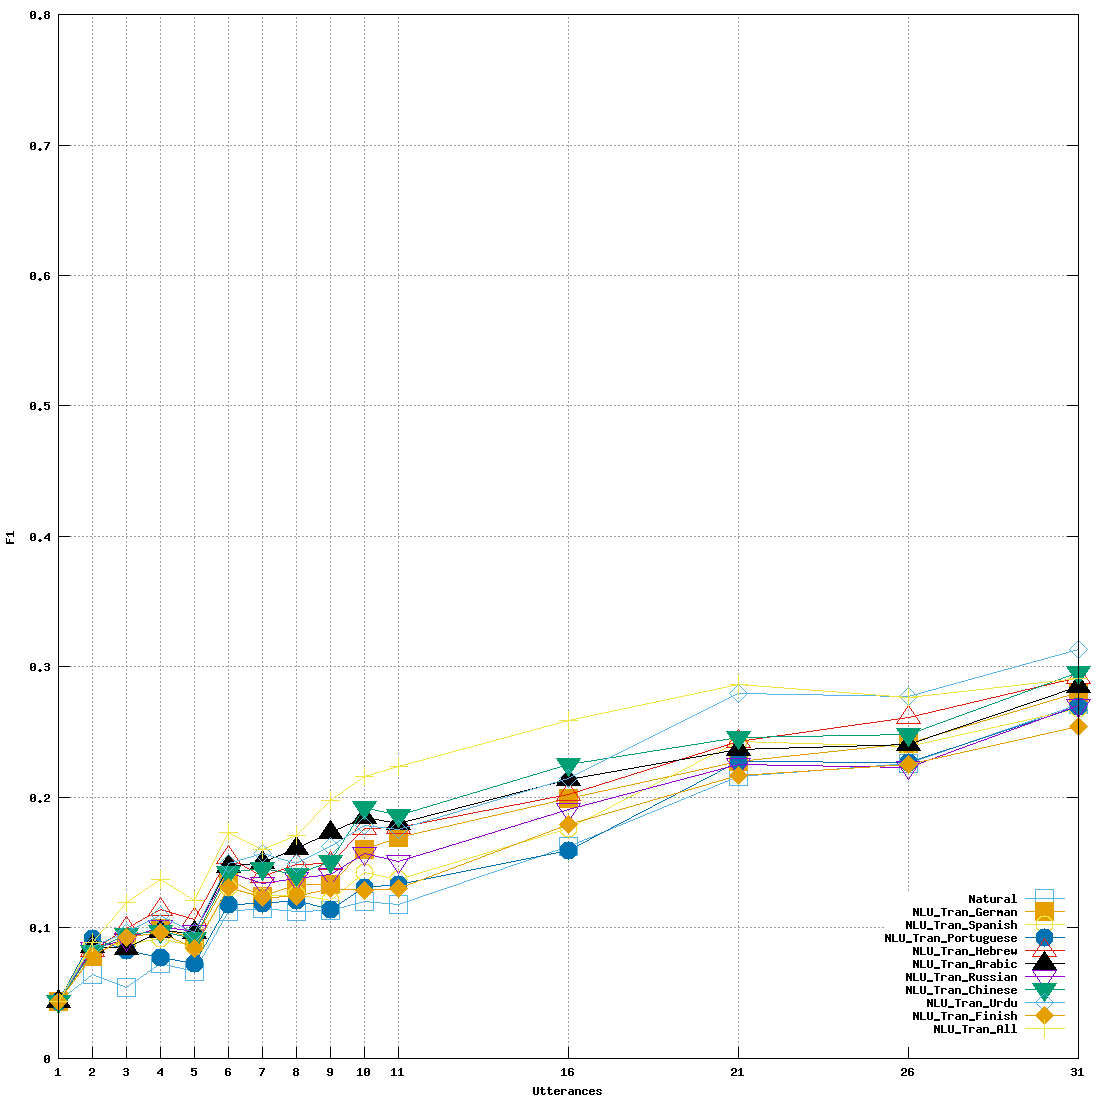 0.8
0.7
0.6
0.5
F1
0.4
0.3
0.2
0.1
0
Natural
NLU_Tran_German
NLU_Tran_Spanish
NLU_Tran_Portuguese
NLU_Tran_Hebrew
NLU_Tran_Arabic
NLU_Tran_Russian
NLU_Tran_Chinese
NLU_Tran_Urdu
NLU_Tran_Finish
NLU_Tran_All
1 2 3 4 5 6 7 8 9 10 11 16 21 26 31
Utterances